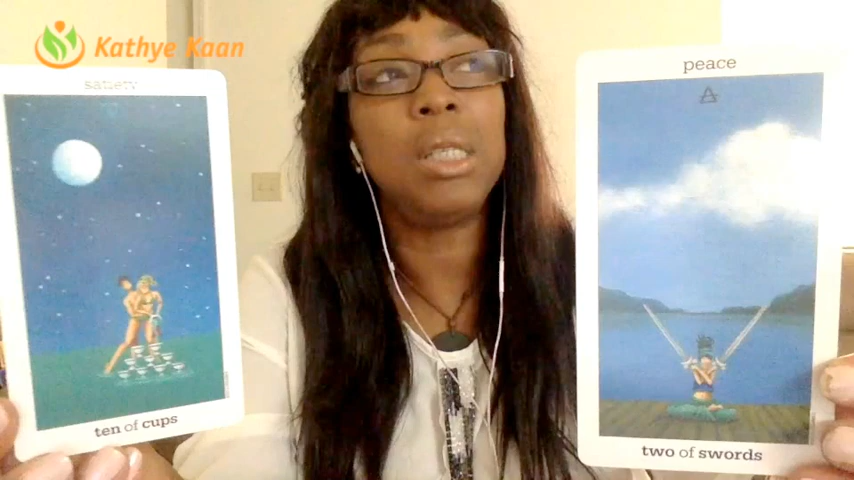 Kathye Kaan
satiety
ten of cups
peace
two of swords